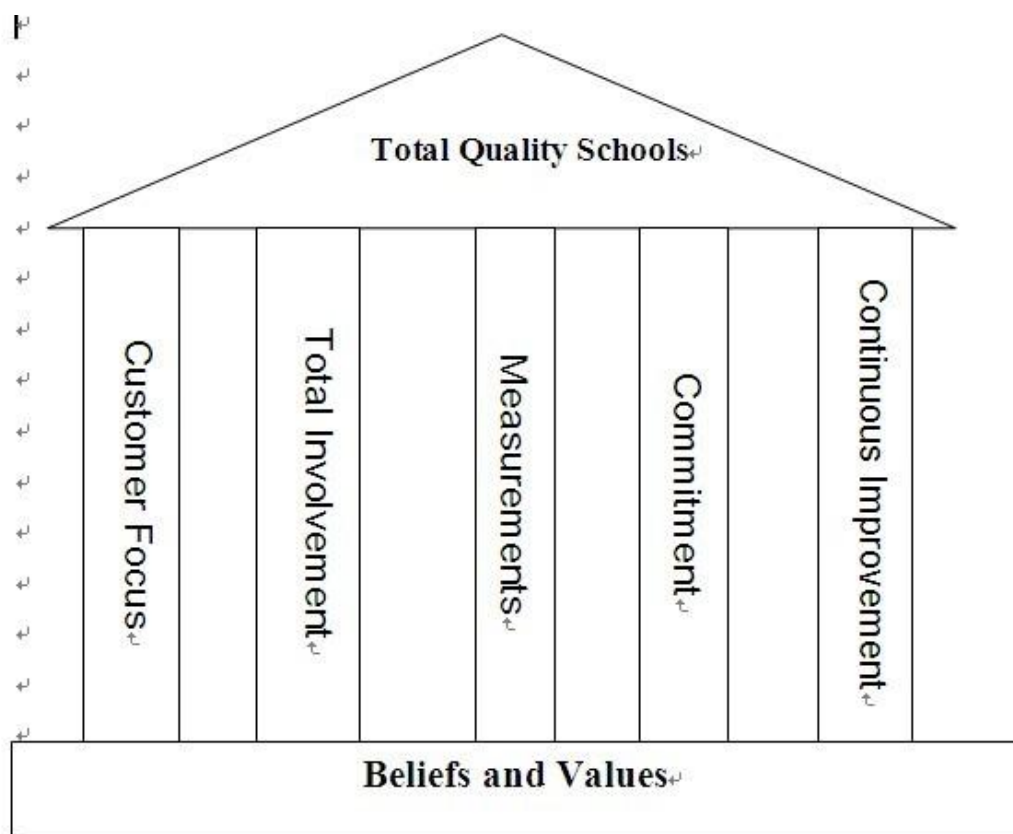 Total Quality Schools
Customer Focus
Total Involvement
Measurements
Commitment
Continuous Improvement
Beliefs and Values